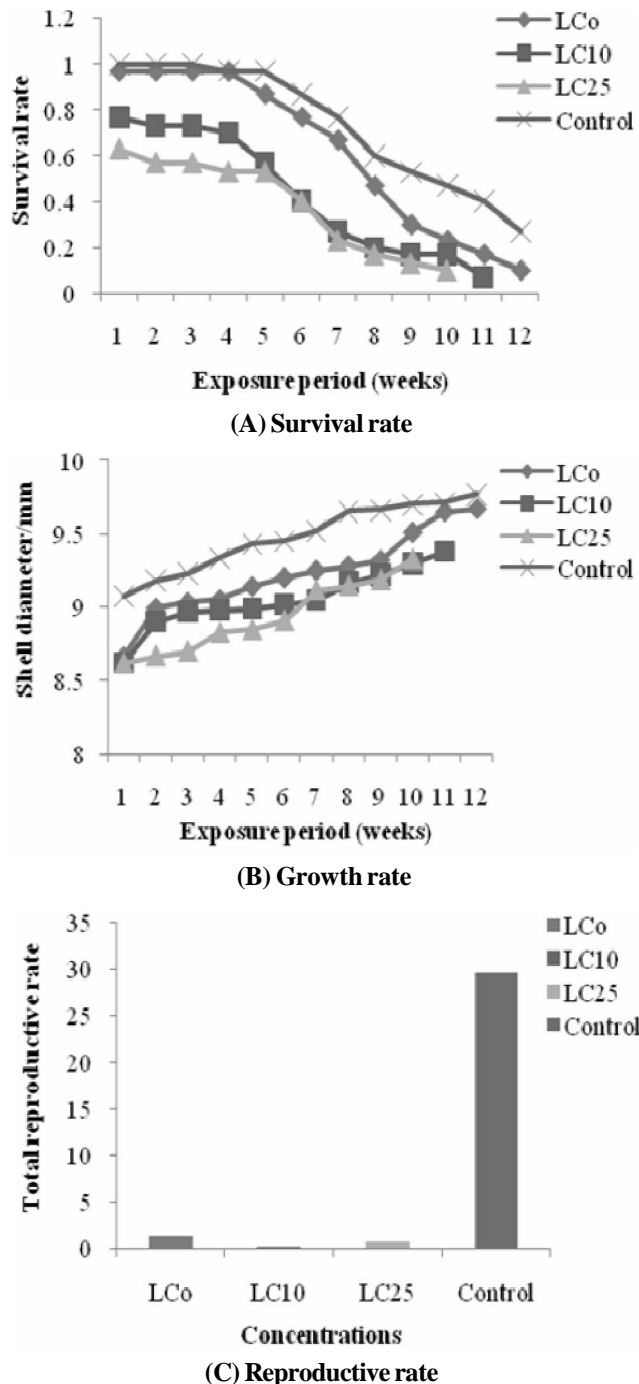 1.2
1
0.8
0.6
0.4
0.2
0
Survival rate
1 2 3 4 5 6 7 8 9 10 11 12
Exposure period (weeks)
LCo
LC10
LC25
Control
(A) Survival rate
10
9.5
9
8.5
8
Shell diameter/mm
1 2 3 4 5 6 7 8 9 10 11 12
Exposure period (weeks)
LCo
LC10
LC25
Control
(B) Growth rate
35
30
25
20
15
10
5
0
Total reproductive rate
LCo LC10 LC25 Control
Concentrations
LCo
LC10
LC25
Control
(C) Reproductive rate